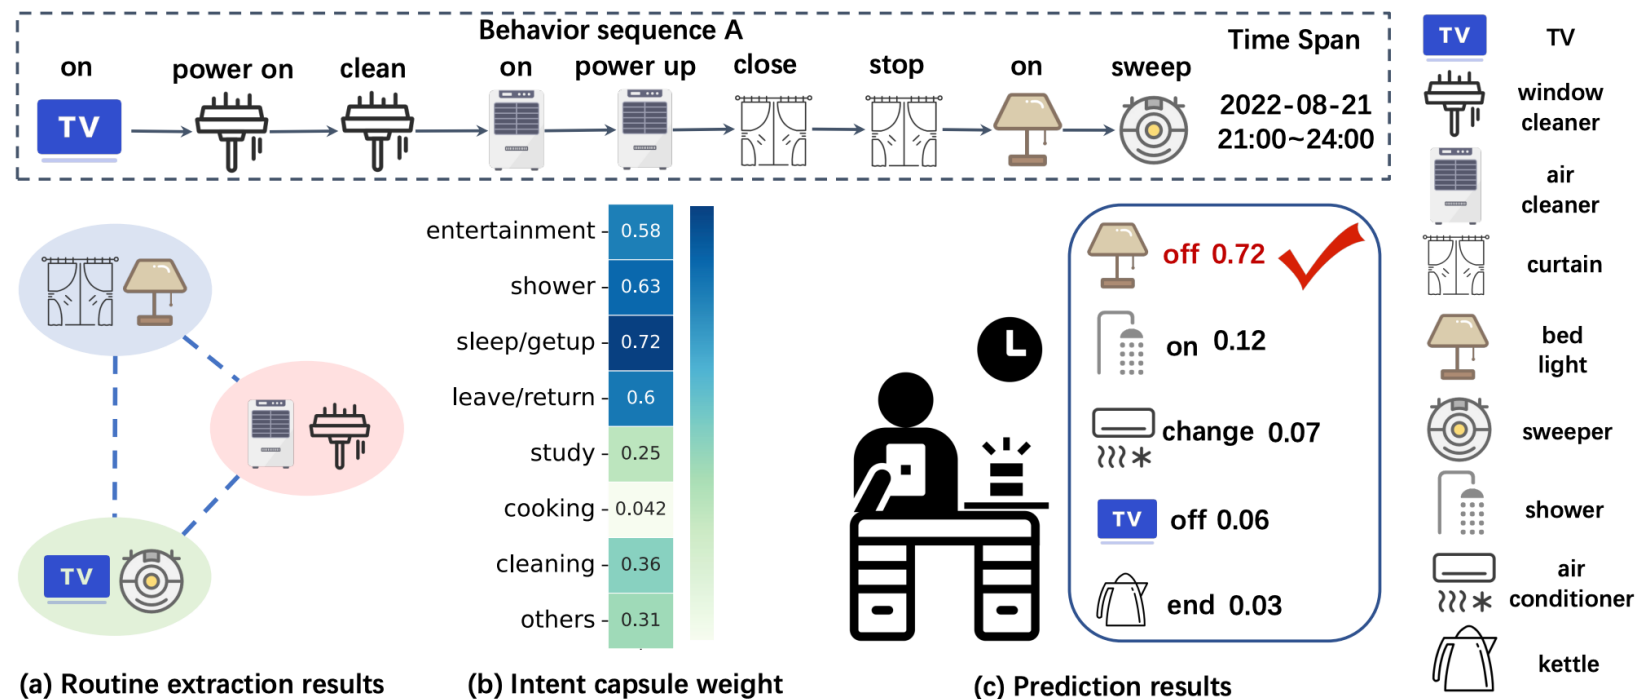 Behavior sequence A
on
power on
clean
on
power up
close
stop
on
sweep
TV
Time Span
2022-08-21
21:00~24:00
TV
TV
window
cleaner
air
cleaner
curtain
bed
light
sweeper
shower
air
conditioner
kettle
TV
(a) Routine extraction results
entertainment
0.58
shower
0.63
sleep/getup
0.72
leave/return
0.6
study
0.25
cooking
0.042
cleaning
0.36
others
0.31
(b) Intent capsule weight
off 0.72
on 0.12
change 0.07
TV
off 0.06
end 0.03
(c) Prediction results